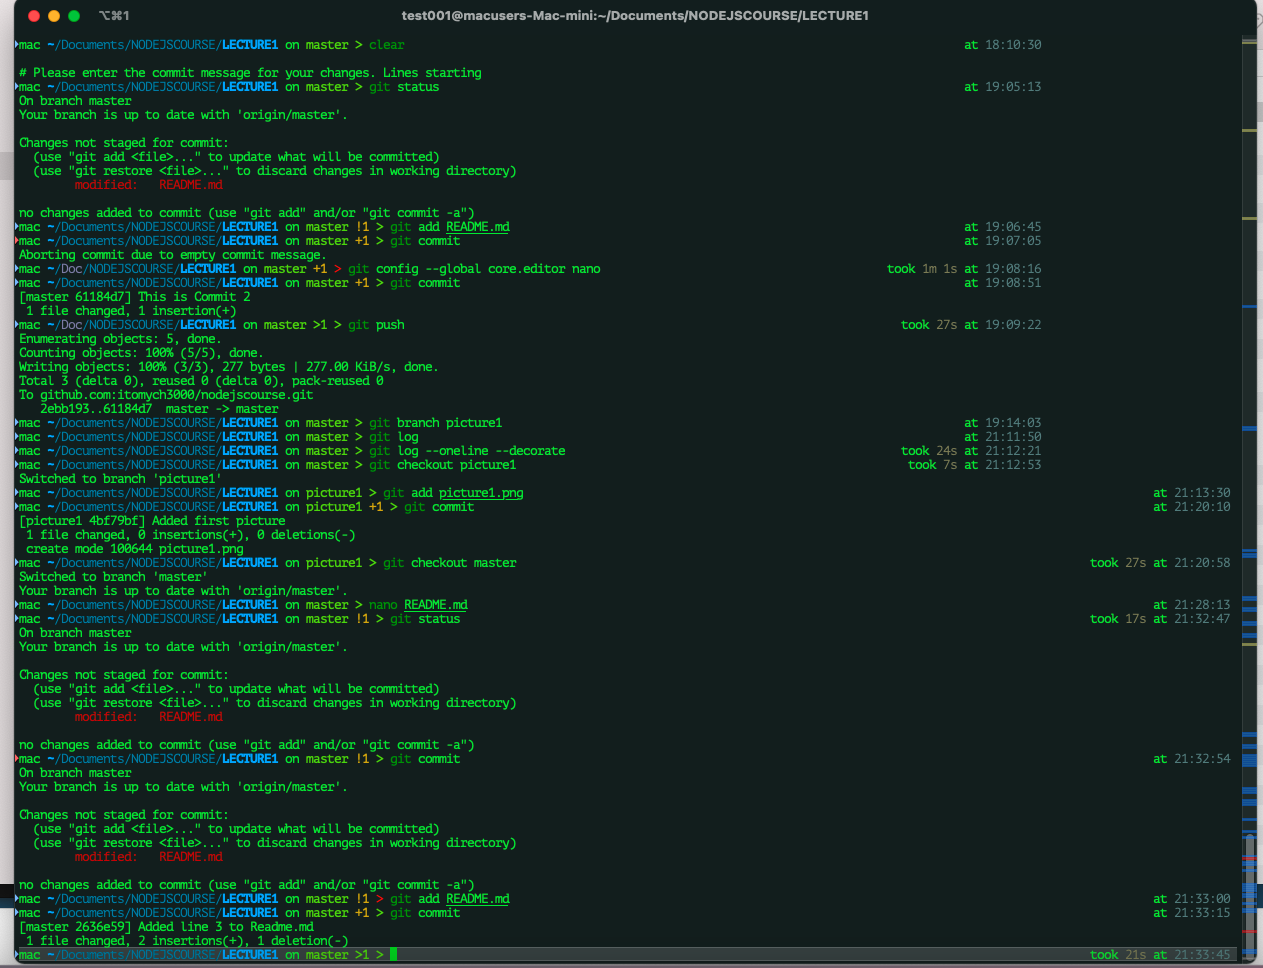 ⌥⌘1 test001@macusers-Mac-mini:~/Documents/NODEJSCOURSE/LECTURE1
mac ~/Documents/NODEJSCOURSE/LECTURE1 on master > clear at 18:10:30
# Please enter the commit message for your changes. Lines starting
mac ~/Documents/NODEJSCOURSE/LECTURE1 on master > git status at 19:05:13
On branch master
Your branch is up to date with 'origin/master'.
Changes not staged for commit:
(use "git add <file>..." to update what will be committed)
(use "git restore <file>..." to discard changes in working directory)
modified: README.md
no changes added to commit (use "git add" and/or "git commit -a")
mac ~/Documents/NODEJSCOURSE/LECTURE1 on master !1 > git add README.md at 19:06:45
mac ~/Documents/NODEJSCOURSE/LECTURE1 on master +1 > git commit at 19:07:05
Aborting commit due to empty commit message.
mac ~/Doc/NODEJSCOURSE/LECTURE1 on master +1 > git config --global core.editor nano took 1m 1s at 19:08:16
mac ~/Documents/NODEJSCOURSE/LECTURE1 on master +1 > git commit at 19:08:51
[master 61184d7] This is Commit 2
1 file changed, 1 insertion(+)
mac ~/Doc/NODEJSCOURSE/LECTURE1 on master >1 > git push took 27s at 19:09:22
Enumerating objects: 5, done.
Counting objects: 100% (5/5), done.
Writing objects: 100% (3/3), 277 bytes | 277.00 KiB/s, done.
Total 3 (delta 0), reused 0 (delta 0), pack-reused 0
To github.com:itomych3000/nodejscourse.git
2ebb193..61184d7 master -> master
mac ~/Documents/NODEJSCOURSE/LECTURE1 on master > git branch picture1 at 19:14:03
mac ~/Documents/NODEJSCOURSE/LECTURE1 on master > git log at 21:11:50
mac ~/Documents/NODEJSCOURSE/LECTURE1 on master > git log --oneline --decorate took 24s at 21:12:21
mac ~/Documents/NODEJSCOURSE/LECTURE1 on master > git checkout picture1 took 7s at 21:12:53
Switched to branch 'picture1'
mac ~/Documents/NODEJSCOURSE/LECTURE1 on picture1 > git add picture1.png at 21:13:30
mac ~/Documents/NODEJSCOURSE/LECTURE1 on picture1 +1 > git commit at 21:20:10
[picture1 4bf79bf] Added first picture
1 file changed, 0 insertions(+), 0 deletions(-)
create mode 100644 picture1.png
mac ~/Documents/NODEJSCOURSE/LECTURE1 on picture1 > git checkout master took 27s at 21:20:58
Switched to branch 'master'
Your branch is up to date with 'origin/master'.
mac ~/Documents/NODEJSCOURSE/LECTURE1 on master > nano README.md at 21:28:13
mac ~/Documents/NODEJSCOURSE/LECTURE1 on master !1 > git status took 17s at 21:32:47
On branch master
Your branch is up to date with 'origin/master'.
Changes not staged for commit:
(use "git add <file>..." to update what will be committed)
(use "git restore <file>..." to discard changes in working directory)
modified: README.md
no changes added to commit (use "git add" and/or "git commit -a")
mac ~/Documents/NODEJSCOURSE/LECTURE1 on master !1 > git commit at 21:32:54
On branch master
Your branch is up to date with 'origin/master'.
Changes not staged for commit:
(use "git add <file>..." to update what will be committed)
(use "git restore <file>..." to discard changes in working directory)
modified: README.md
no changes added to commit (use "git add" and/or "git commit -a")
mac ~/Documents/NODEJSCOURSE/LECTURE1 on master !1 > git add README.md at 21:33:00
mac ~/Documents/NODEJSCOURSE/LECTURE1 on master +1 > git commit at 21:33:15
[master 2636e59] Added line 3 to Readme.md
1 file changed, 2 insertions(+), 1 deletion(-)
mac ~/Documents/NODEJSCOURSE/LECTURE1 on master >1 > took 21s at 21:33:45